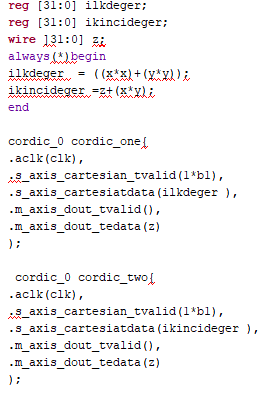 reg [31:0] ilkdeger;
reg [31:0] ikincideger;
wire ]31:0] z;
always(*)begin
ilkdeger  = ((x*x)+(y*y));
ikincideger =z+(x*y);
end
cordic_0 cordic_one{
.aclk(clk),
.s_axis_cartesian_tvalid(1*b1),
.s_axis_cartesiatdata(ilkdeger ),
.m_axis_dout_tvalid(),
.m_axis_dout_tedata(z)
);
cordic_0 cordic_two{
.aclk(clk),
.s_axis_cartesian_tvalid(1*b1),
.s_axis_cartesiatdata(ikincideger ),
.m_axis_dout_tvalid(),
.m_axis_dout_tedata(z)
);